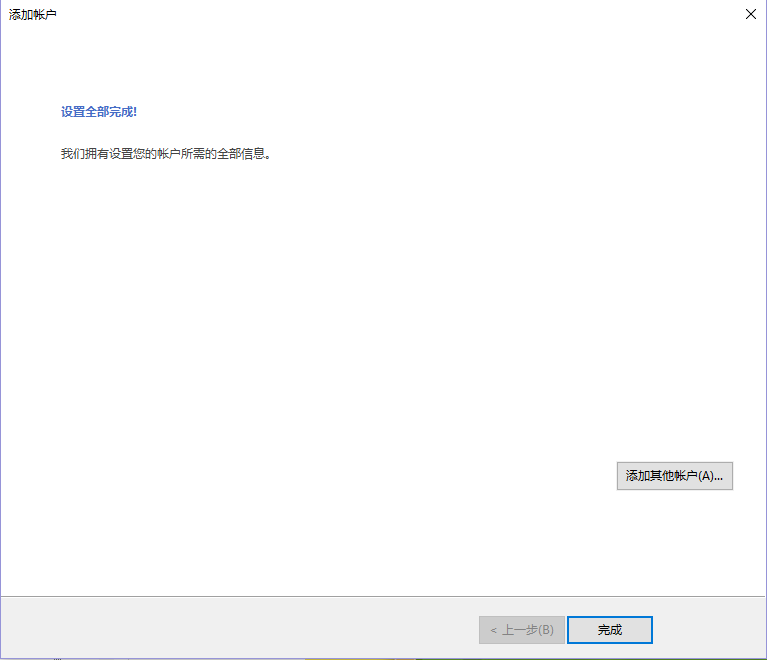 添加帐户
设置全部完成!
我们拥有设置您的帐户所需的全部信息。
添加其他帐户(A)...
< 上一步(B)
完成